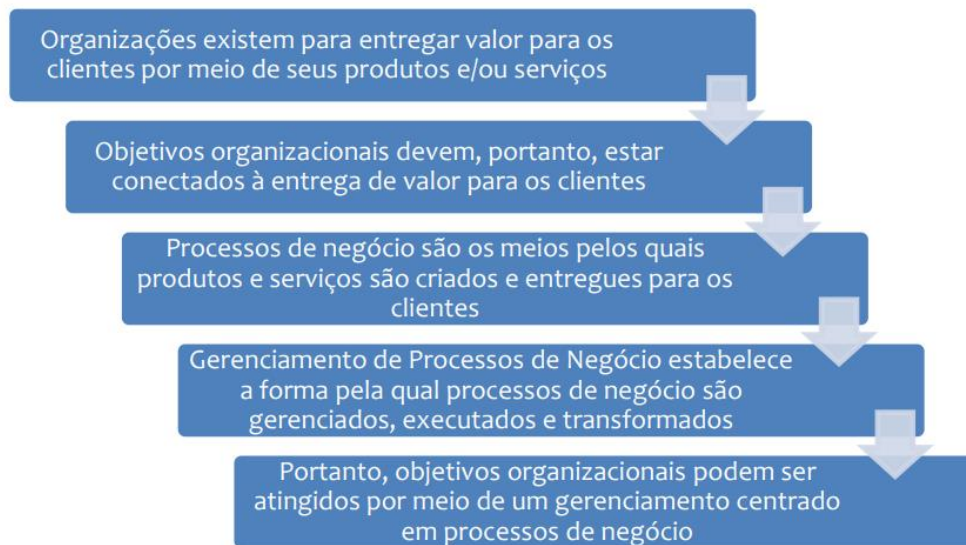 Organizações existem para entregar valor para os
clientes por meio de seus produtos e/ou serviços
Objetivos organizacionais devem, portanto, estar
conectados à entrega de valor para os clientes
Processos de negócio são os meios pelos quais
produtos e serviços são criados e entregues para os
clientes
Gerenciamento de Processos de Negócio estabelece
a forma pela qual processos de negócio são
gerenciados, executados e transformados
Portanto, objetivos organizacionais podem ser
atingidos por meio de um gerenciamento centrado
em processos de negócio